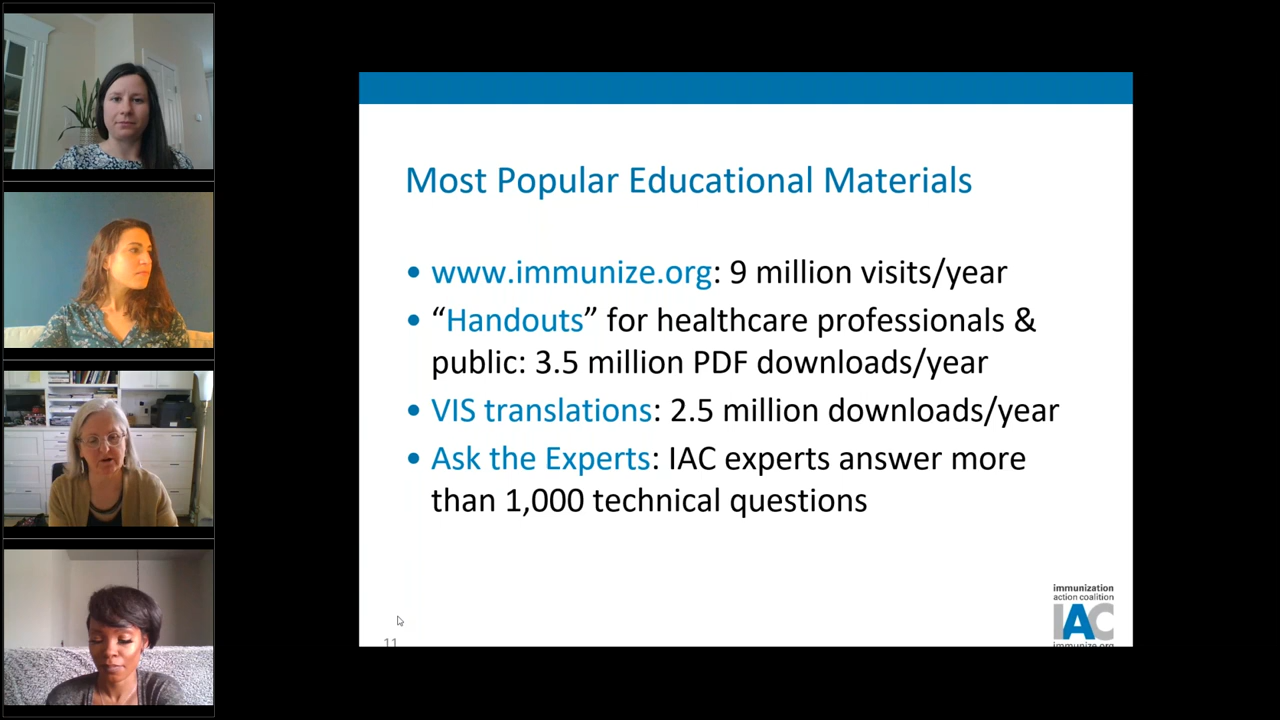 Most Popular Educational Materials
• www.immunize.org: 9 million visits/year
• “Handouts” for healthcare professionals &
public: 3.5 million PDF downloads/year
• VIS translations: 2.5 million downloads/year
• Ask the Experts: IAC experts answer more
than 1,000 technical questions
immunization
action coalition
IAC
immunize.org
11